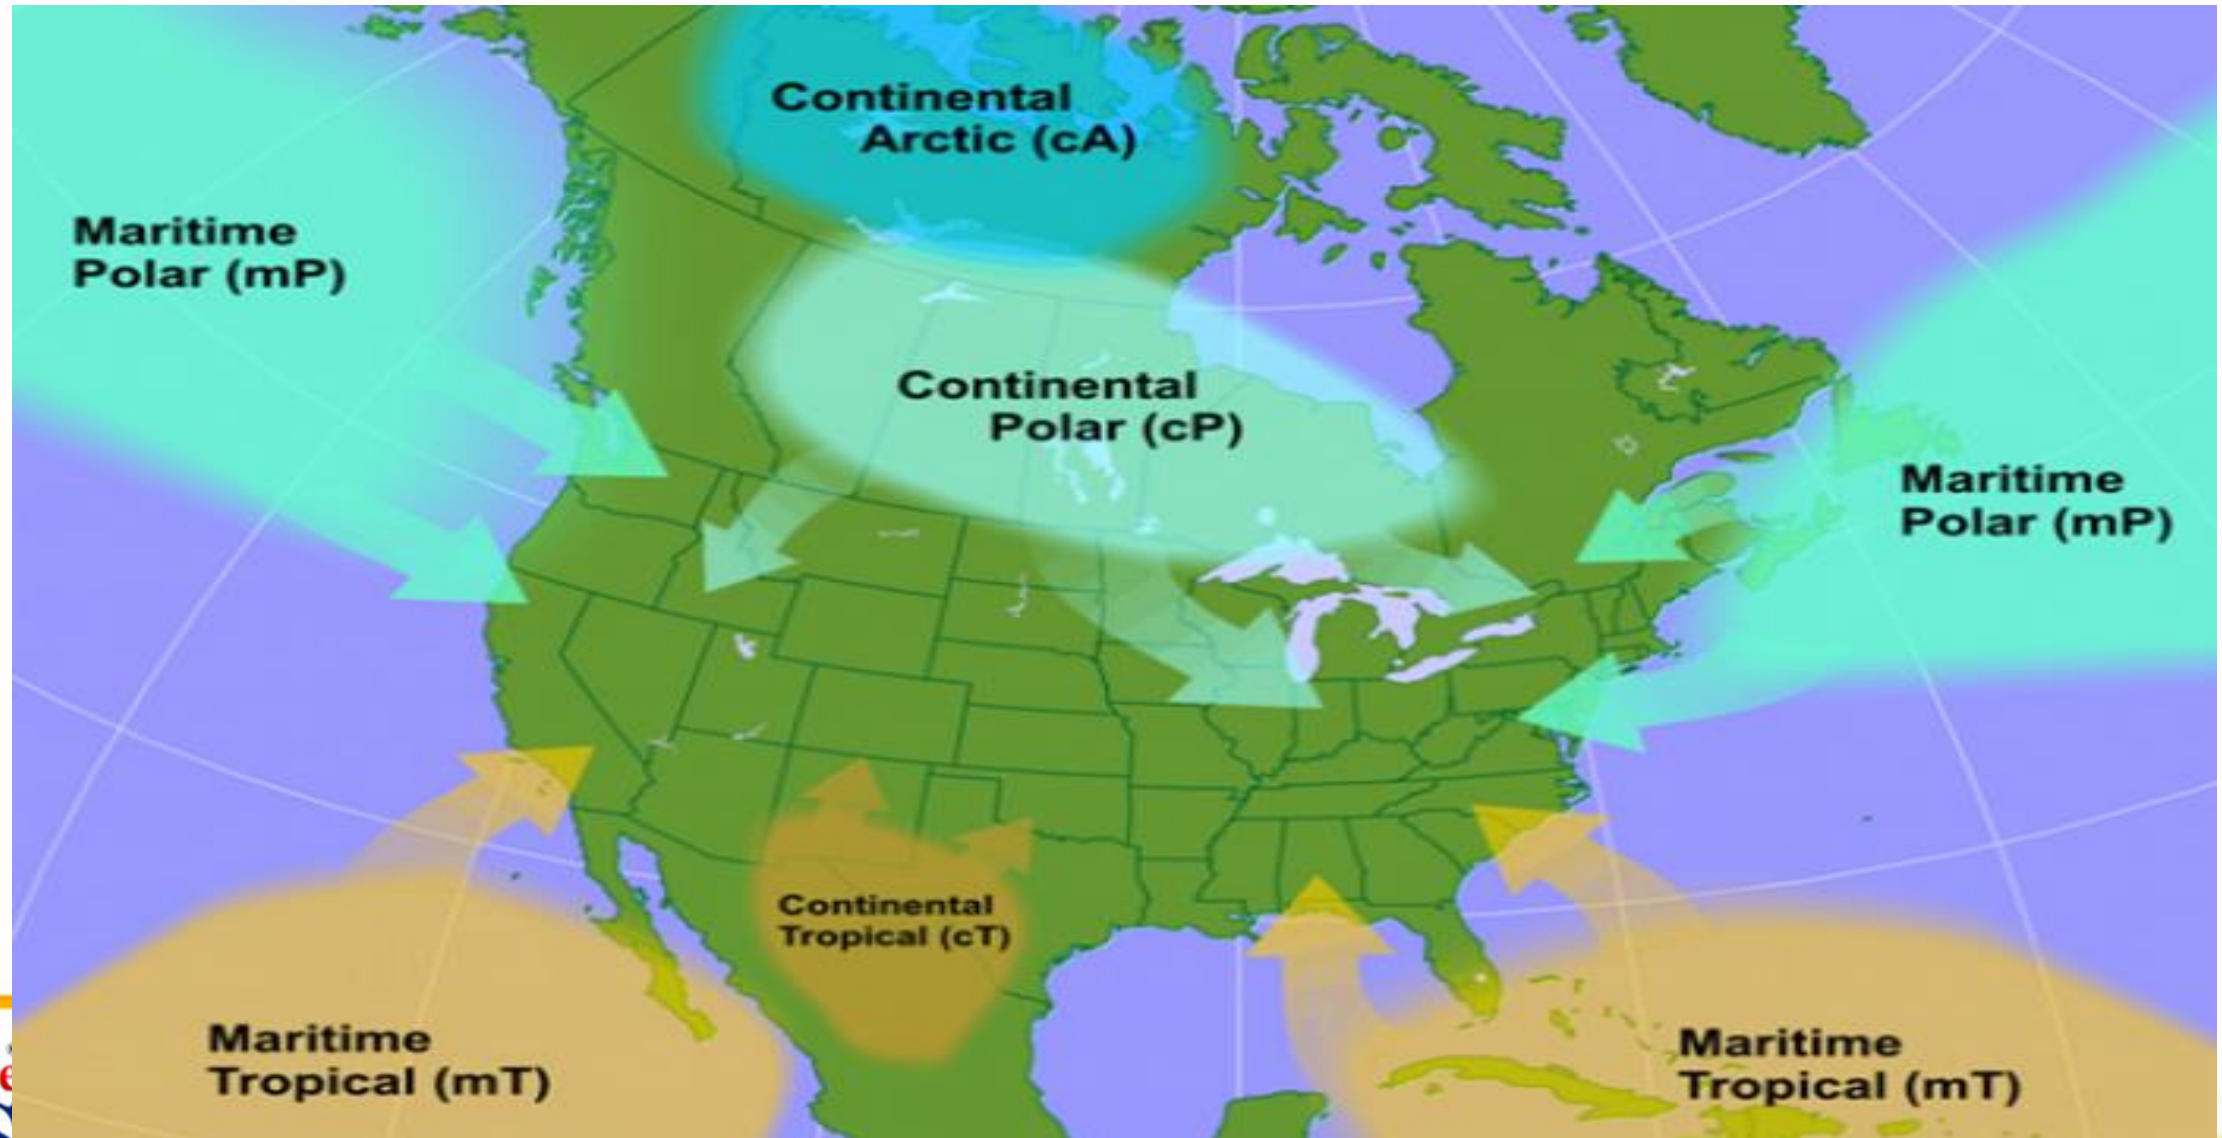 Continental
Arctic (cA)
Maritime
Polar (mP)
Continental
Polar (cP)
Maritime
Polar (mP)
Continental
Tropical (cT)
Maritime
Tropical (mT)
Maritime
Tropical (mT)